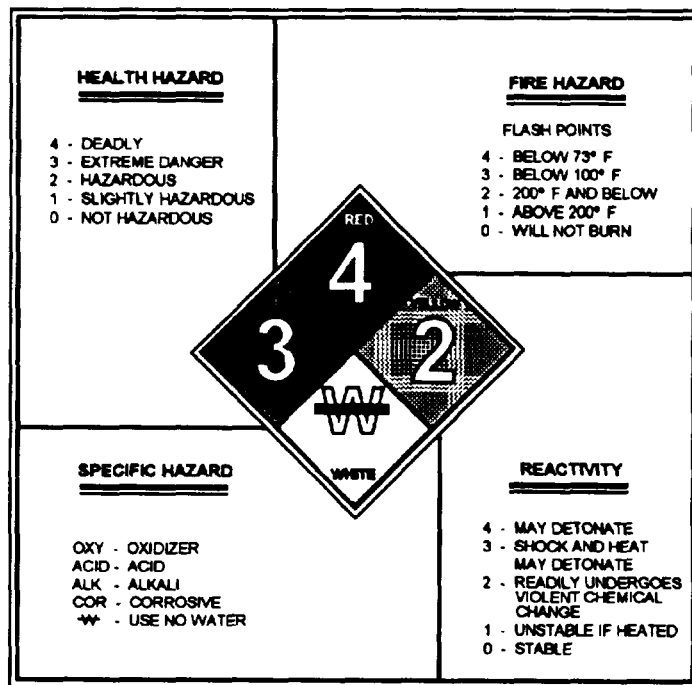 HEALTH HAZARD
4 - DEADLY
3 - EXTREME DANGER
2 - HAZARDOUS
1 - SLIGHTLY HAZARDOUS
0 - NOT HAZARDOUS
FIRE HAZARD
FLASH POINTS
4 - BELOW 73° F
3 - BELOW 100° F
2 - 200° F AND BELOW
1 - ABOVE 200° F
0 - WILL NOT BURN
RED
4
3
YELLOW
2
W
WHITE
SPECIFIC HAZARD
OXY - OXIDIZER
ACID - ACID
ALK - ALKALI
COR - CORROSIVE
W - USE NO WATER
REACTIVITY
4 - MAY DETONATE
3 - SHOCK AND HEAT
MAY DETONATE
2 - READILY UNDERGOES
VIOLENT CHEMICAL
CHANGE
1 - UNSTABLE IF HEATED
0 - STABLE